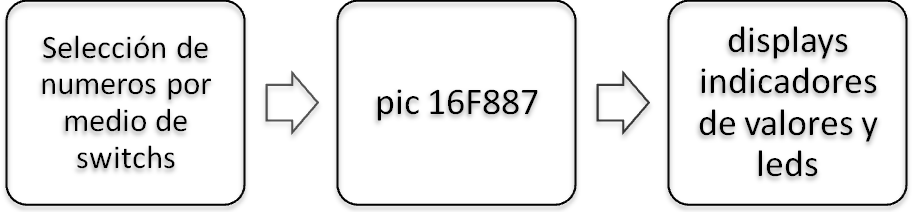 Selección de
numeros por
medio de
switchs
pic 16F887
displays
indicadores
de valores y
leds